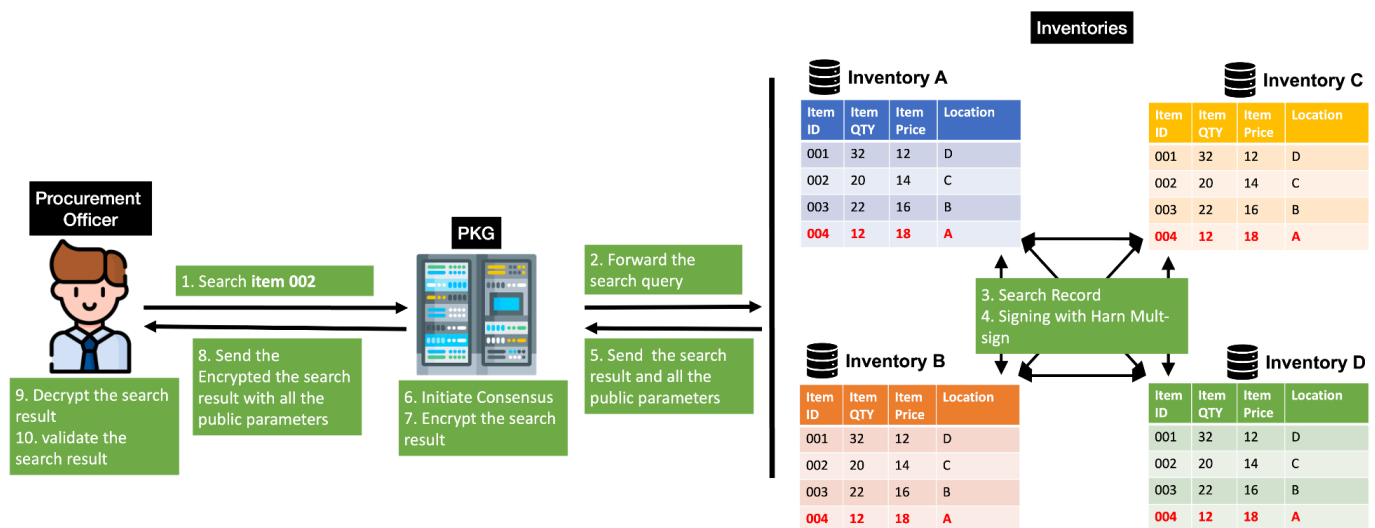 Inventories
Inventory A
Item Item Item Location
ID QTY Price
001 32 12 D
002 20 14 C
003 22 16 B
004 12 18 A
Inventory C
Item Item Item Location
ID QTY Price
001 32 12 D
002 20 14 C
003 22 16 B
004 12 18 A
Procurement
Officer
PKG
1. Search item 002
2. Forward the
search query
3. Search Record
4. Signing with Harn Mult-
sign
5. Send the search
result and all the
public parameters
6. Initiate Consensus
7. Encrypt the search
result
8. Send the
Encrypted the search
result with all the
public parameters
9. Decrypt the search
result
10. validate the
search result
Inventory B
Item Item Item Location
ID QTY Price
001 32 12 D
002 20 14 C
003 22 16 B
004 12 18 A
Inventory D
Item Item Item Location
ID QTY Price
001 32 12 D
002 20 14 C
003 22 16 B
004 12 18 A